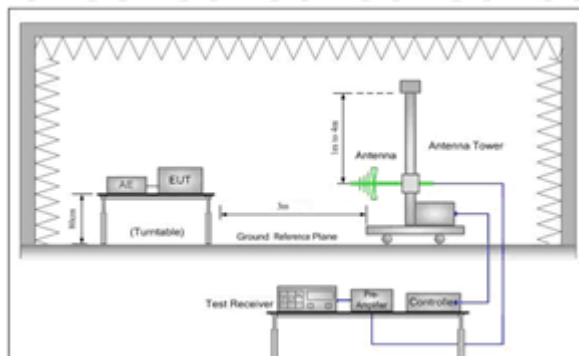 1m to 4m
Antenna
Antenna Tower
AE
EUT
80cm
3m
(Turntable)
Ground Reference Plane
Test Receiver
Pre-
Amplifier
Controller